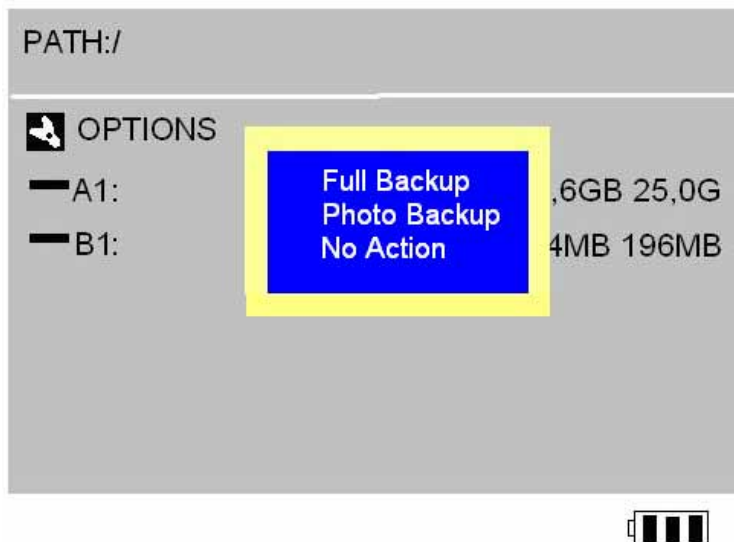 PATH:/
OPTIONS
A1: ,6GB 25,0G
B1: 4MB 196MB
Full Backup
Photo Backup
No Action